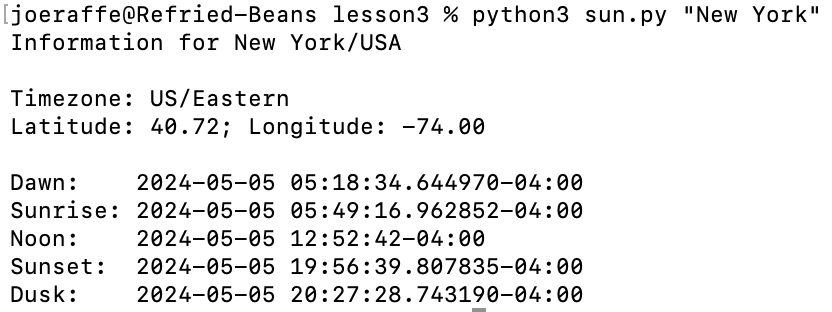 [joeraffe@Refried-Beans lesson3 % python3 sun.py "New York"
Information for New York/USA
Timezone: US/Eastern
Latitude: 40.72; Longitude: -74.00
Dawn:    2024-05-05 05:18:34.644970-04:00
Sunrise: 2024-05-05 05:49:16.962852-04:00
Noon:    2024-05-05 12:52:42-04:00
Sunset:  2024-05-05 19:56:39.807835-04:00
Dusk:    2024-05-05 20:27:28.743190-04:00